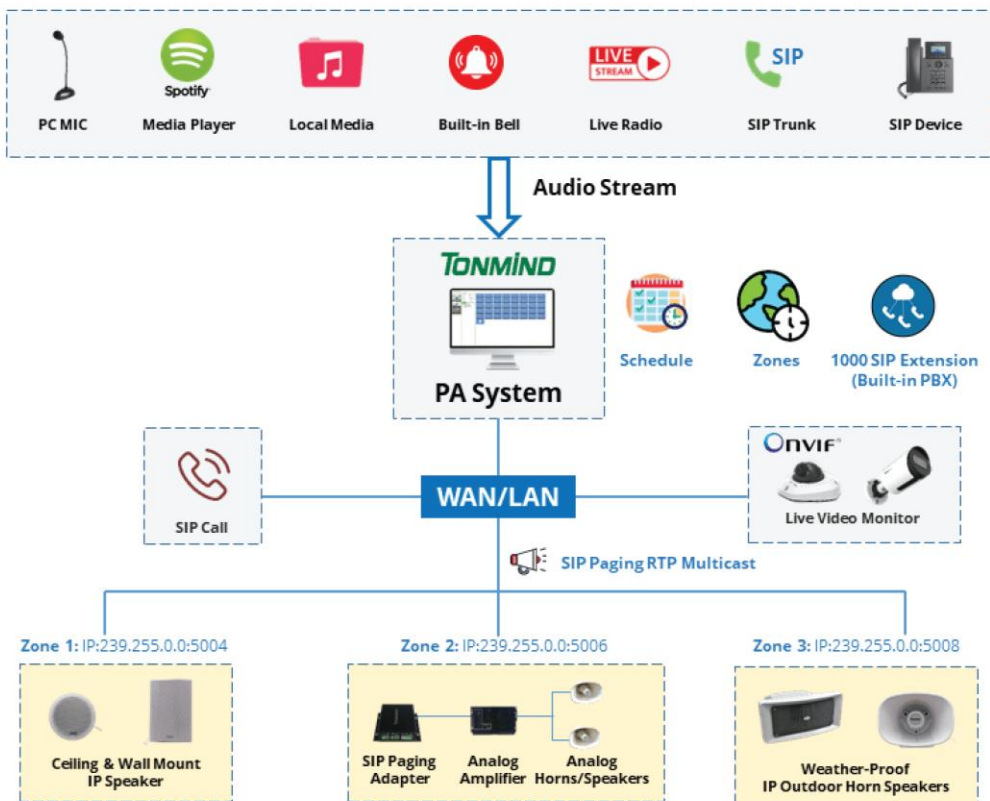 LIVE
STREAM
SIP
Spotify
PC MIC
Media Player
Local Media
Built-in Bell
Live Radio
SIP Trunk
SIP Device
Audio Stream
TONMIND
PA System
Schedule
Zones
1000 SIP Extension
(Built-in PBX)
SIP Call
WAN/LAN
ONVIF®
Live Video Monitor
SIP Paging RTP Multicast
Zone 1: IP:239.255.0.0:5004
Zone 2: IP:239.255.0.0:5006
Zone 3: IP:239.255.0.0:5008
Ceiling & Wall Mount
IP Speaker
SIP Paging
Adapter
Analog
Amplifier
Analog
Horns/Speakers
Weather-Proof
IP Outdoor Horn Speakers